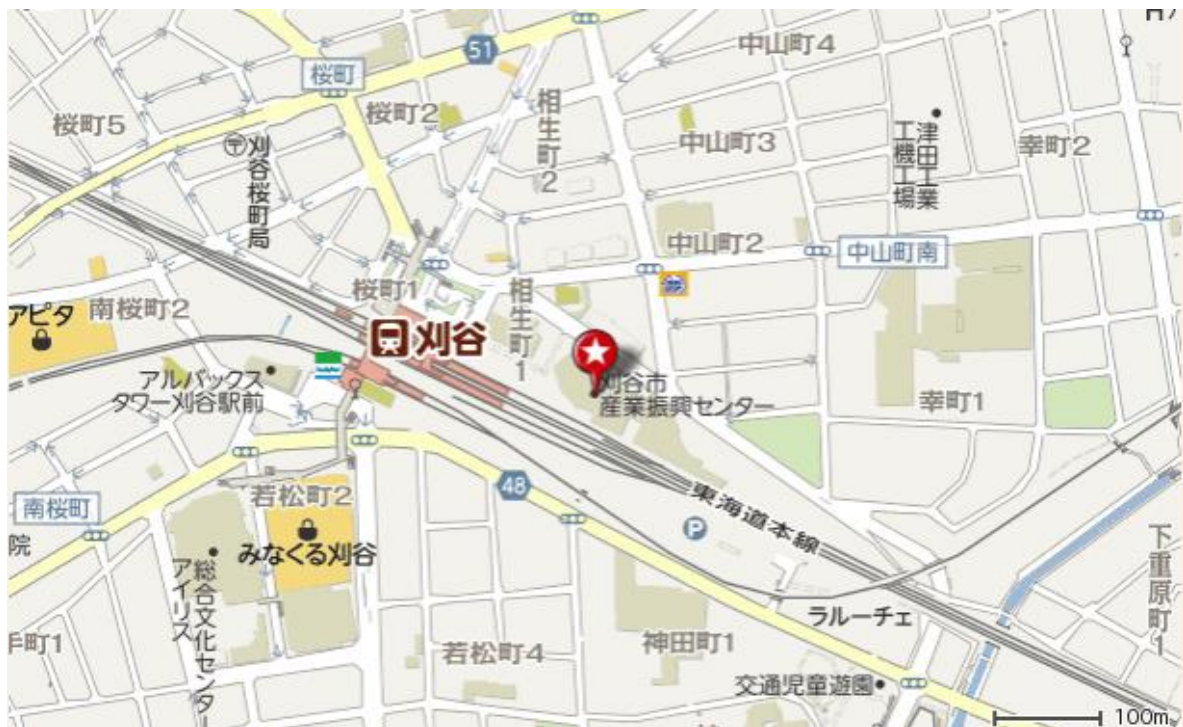 中山町4
51
桜町
桜町2
相生町2
桜町5
中山町3
津田工業
工機工場
幸町2
刈谷桜町局
中山町2
中山町南
桜町1
相生町1
南桜町2
アピタ
刈谷
アルバックス
タワー刈谷駅前
刈谷市
産業振興センター
幸町1
48
若松町2
南桜町
東海道本線
P
院
みなくる刈谷
総合文化センター
アイリス
下重原町1
ラルーチェ
手町1
若松町4
神田町1
交通児童遊園
100m